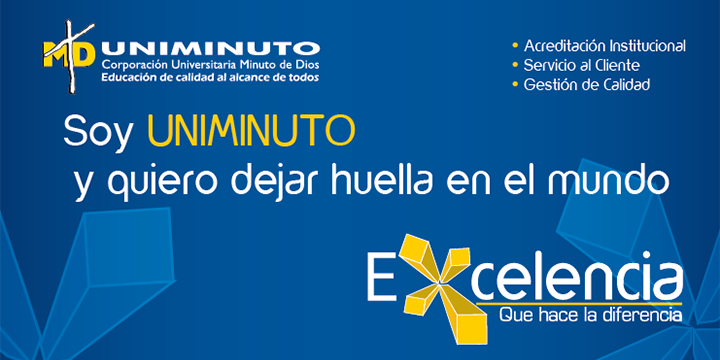 MD UNIMINUTO
Corporación Universitaria Minuto de Dios
Educación de calidad al alcance de todos
• Acreditación Institucional
• Servicio al Cliente
• Gestión de Calidad
Soy UNIMINUTO
y quiero dejar huella en el mundo
Excelencia
Que hace la diferencia